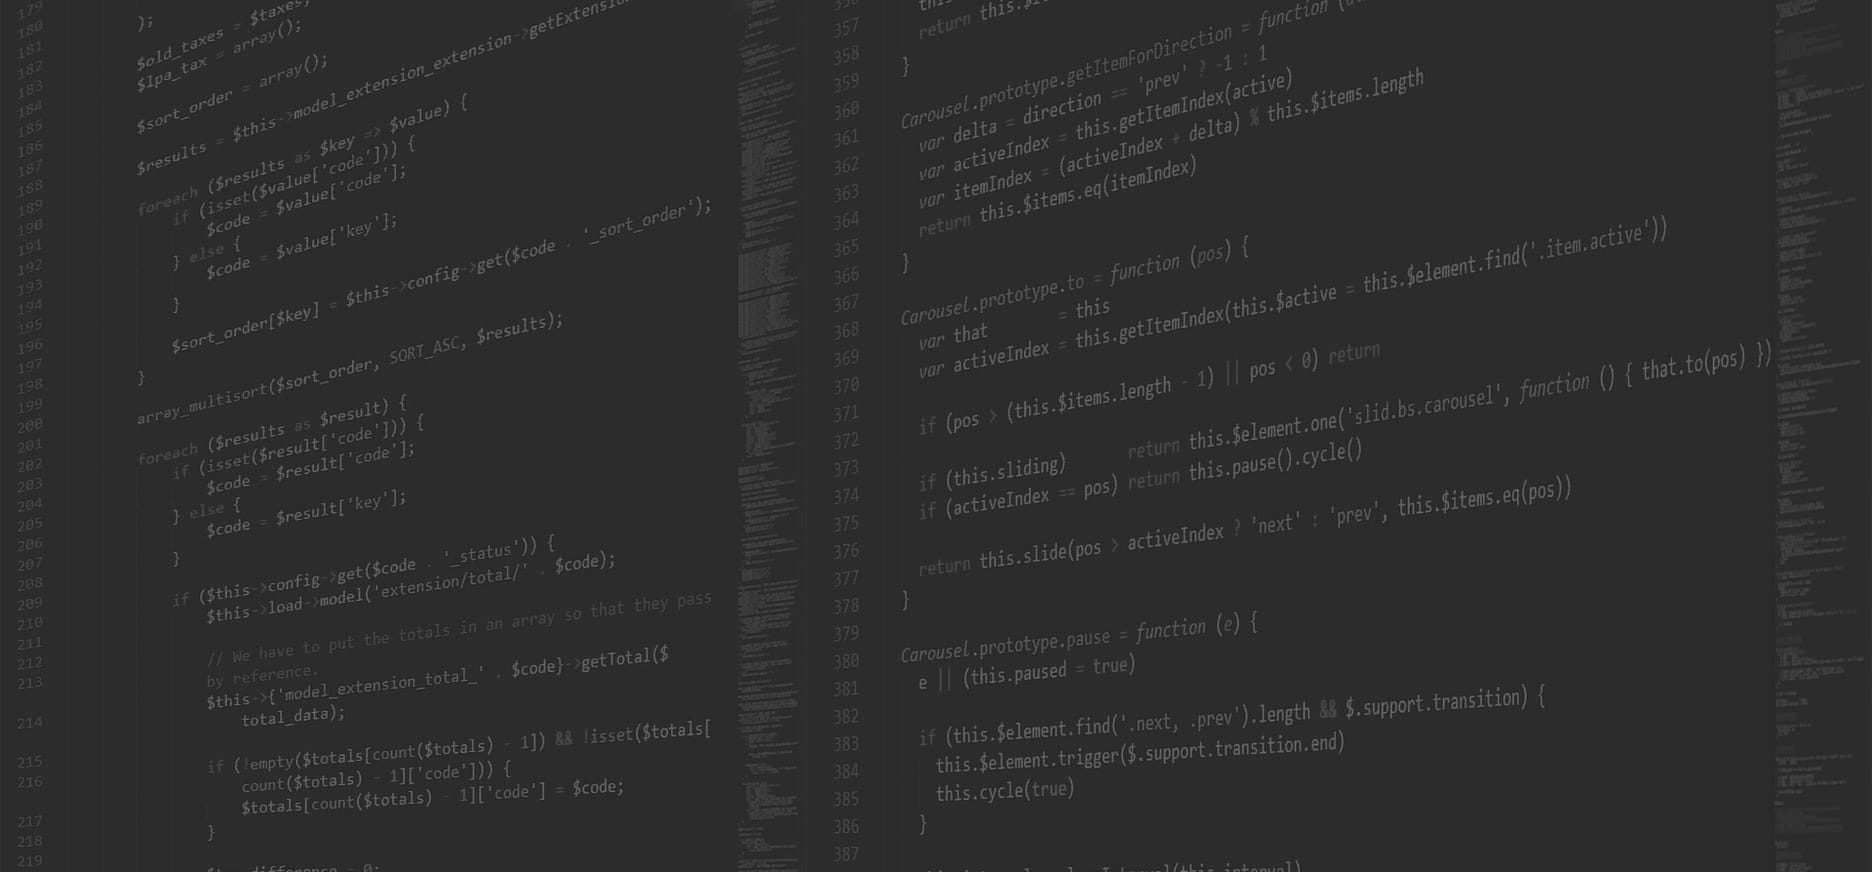 179
180
181
182
183
184
185
186
187
188
189
190
191
192
193
194
195
196
197
198
199
200
201
202
203
204
205
206
207
208
209
210
211
212
213
214
215
216
217
218
219
);
$old_taxes = $taxes;
$lpa_tax = array();
$sort_order = array();
$results = $this->model_extension_extension->getExtension
foreach ($results as $key => $value) {
if (isset($value['code'])) {
$code = $value['code'];
} else {
$code = $value['key'];
}
$sort_order[$key] = $this->config->get($code . '_sort_order');
}
array_multisort($sort_order, SORT_ASC, $results);
foreach ($results as $result) {
if (isset($result['code'])) {
$code = $result['code'];
} else {
$code = $result['key'];
}
if ($this->config->get($code . '_status')) {
$this->load->model('extension/total/' . $code);
// We have to put the totals in an array so that they pass
by reference.
$this->{'model_extension_total_' . $code}->getTotal($
total_data);
if (!empty($totals[count($totals) - 1]) && !isset($totals[
count($totals) - 1]['code'])) {
$totals[count($totals) - 1]['code'] = $code;
}
357
358
359
360
361
362
363
364
365
366
367
368
369
370
371
372
373
374
375
376
377
378
379
380
381
382
383
384
385
386
387
return this.$
}
Carousel.prototype.getItemForDirection = function (
var delta = direction == 'prev' ? -1 : 1
var activeIndex = this.getItemIndex(active)
var itemIndex = (activeIndex + delta) % this.$items.length
return this.$items.eq(itemIndex)
}
Carousel.prototype.to = function (pos) {
var that = this
var activeIndex = this.getItemIndex(this.$active = this.$element.find('.item.active'))
if (pos > (this.$items.length - 1) || pos < 0) return
if (this.sliding) return this.$element.one('slid.bs.carousel', function () { that.to(pos) })
if (activeIndex == pos) return this.pause().cycle()
return this.slide(pos > activeIndex ? 'next' : 'prev', this.$items.eq(pos))
}
Carousel.prototype.pause = function (e) {
e || (this.paused = true)
if (this.$element.find('.next, .prev').length && $.support.transition) {
this.$element.trigger($.support.transition.end)
this.cycle(true)
}